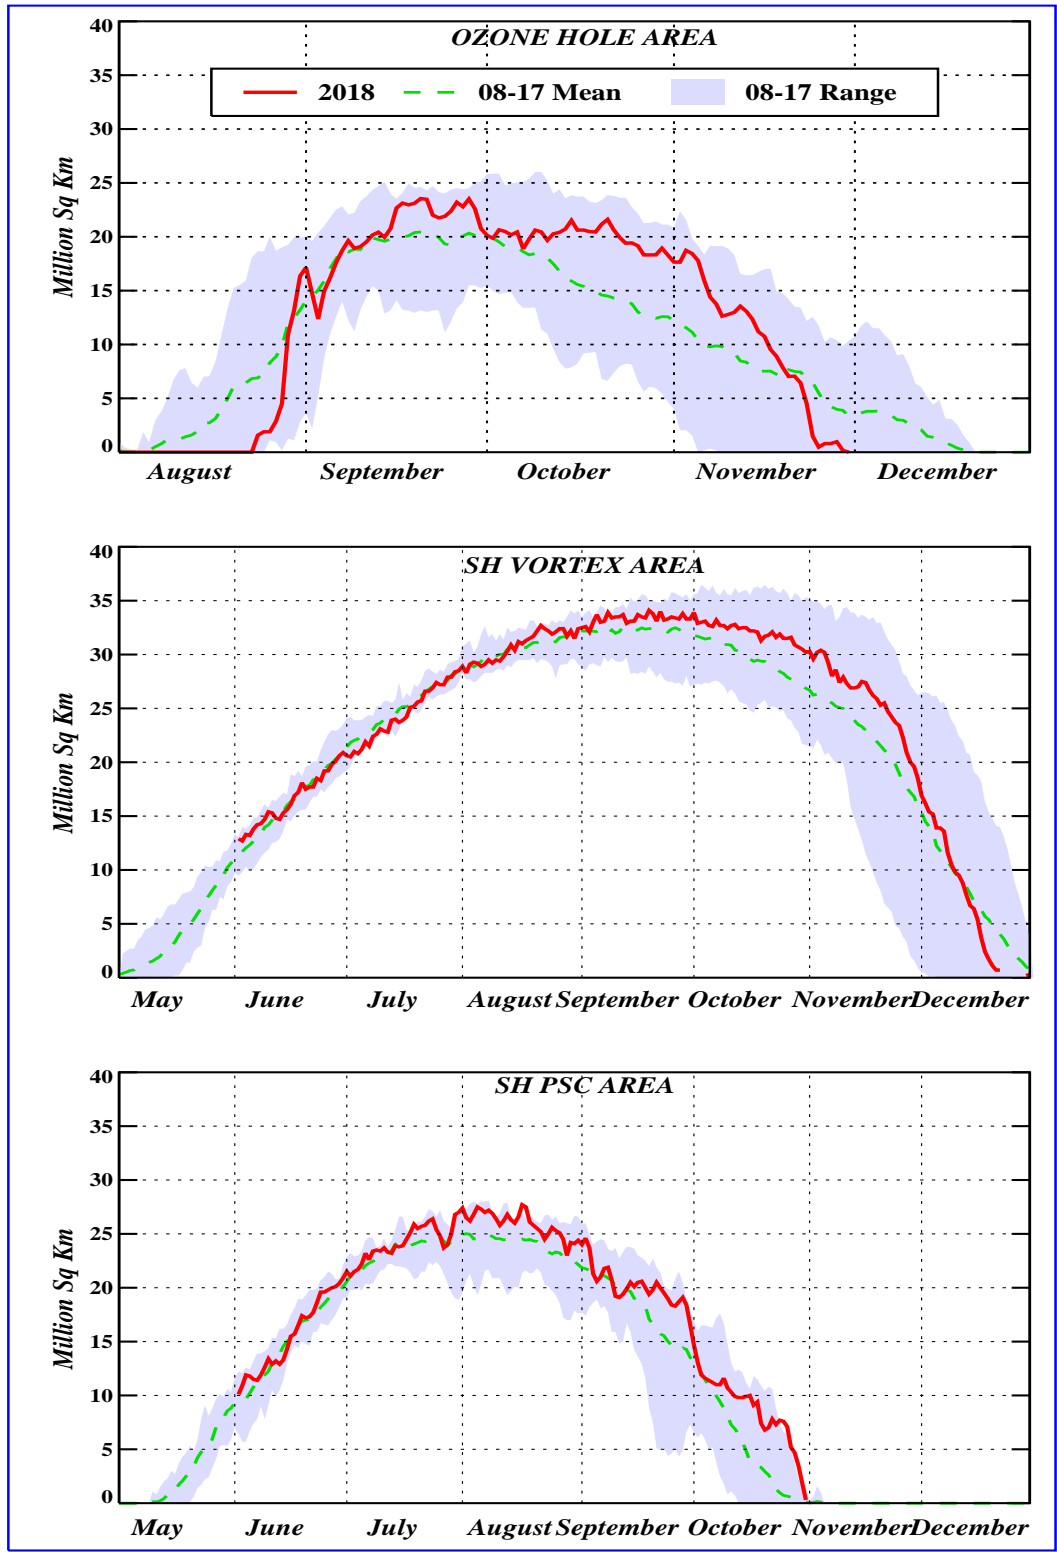 OZONE HOLE AREA
2018 08-17 Mean 08-17 Range
Million Sq Km
40
35
30
25
20
15
10
5
0
August September October November December
SH VORTEX AREA
Million Sq Km
40
35
30
25
20
15
10
5
0
May June July August September October November December
SH PSC AREA
Million Sq Km
40
35
30
25
20
15
10
5
0
May June July August September October November December